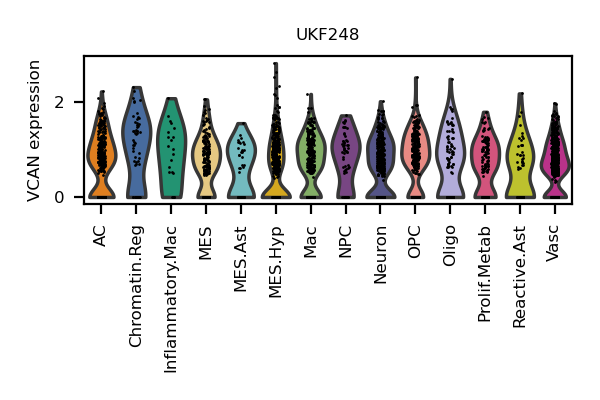 UKF248
VCAN expression
2
0
AC
Chromatin.Reg
Inflammatory.Mac
MES
MES.Ast
MES.Hyp
Mac
NPC
Neuron
OPC
Oligo
Prolif.Metab
Reactive.Ast
Vasc